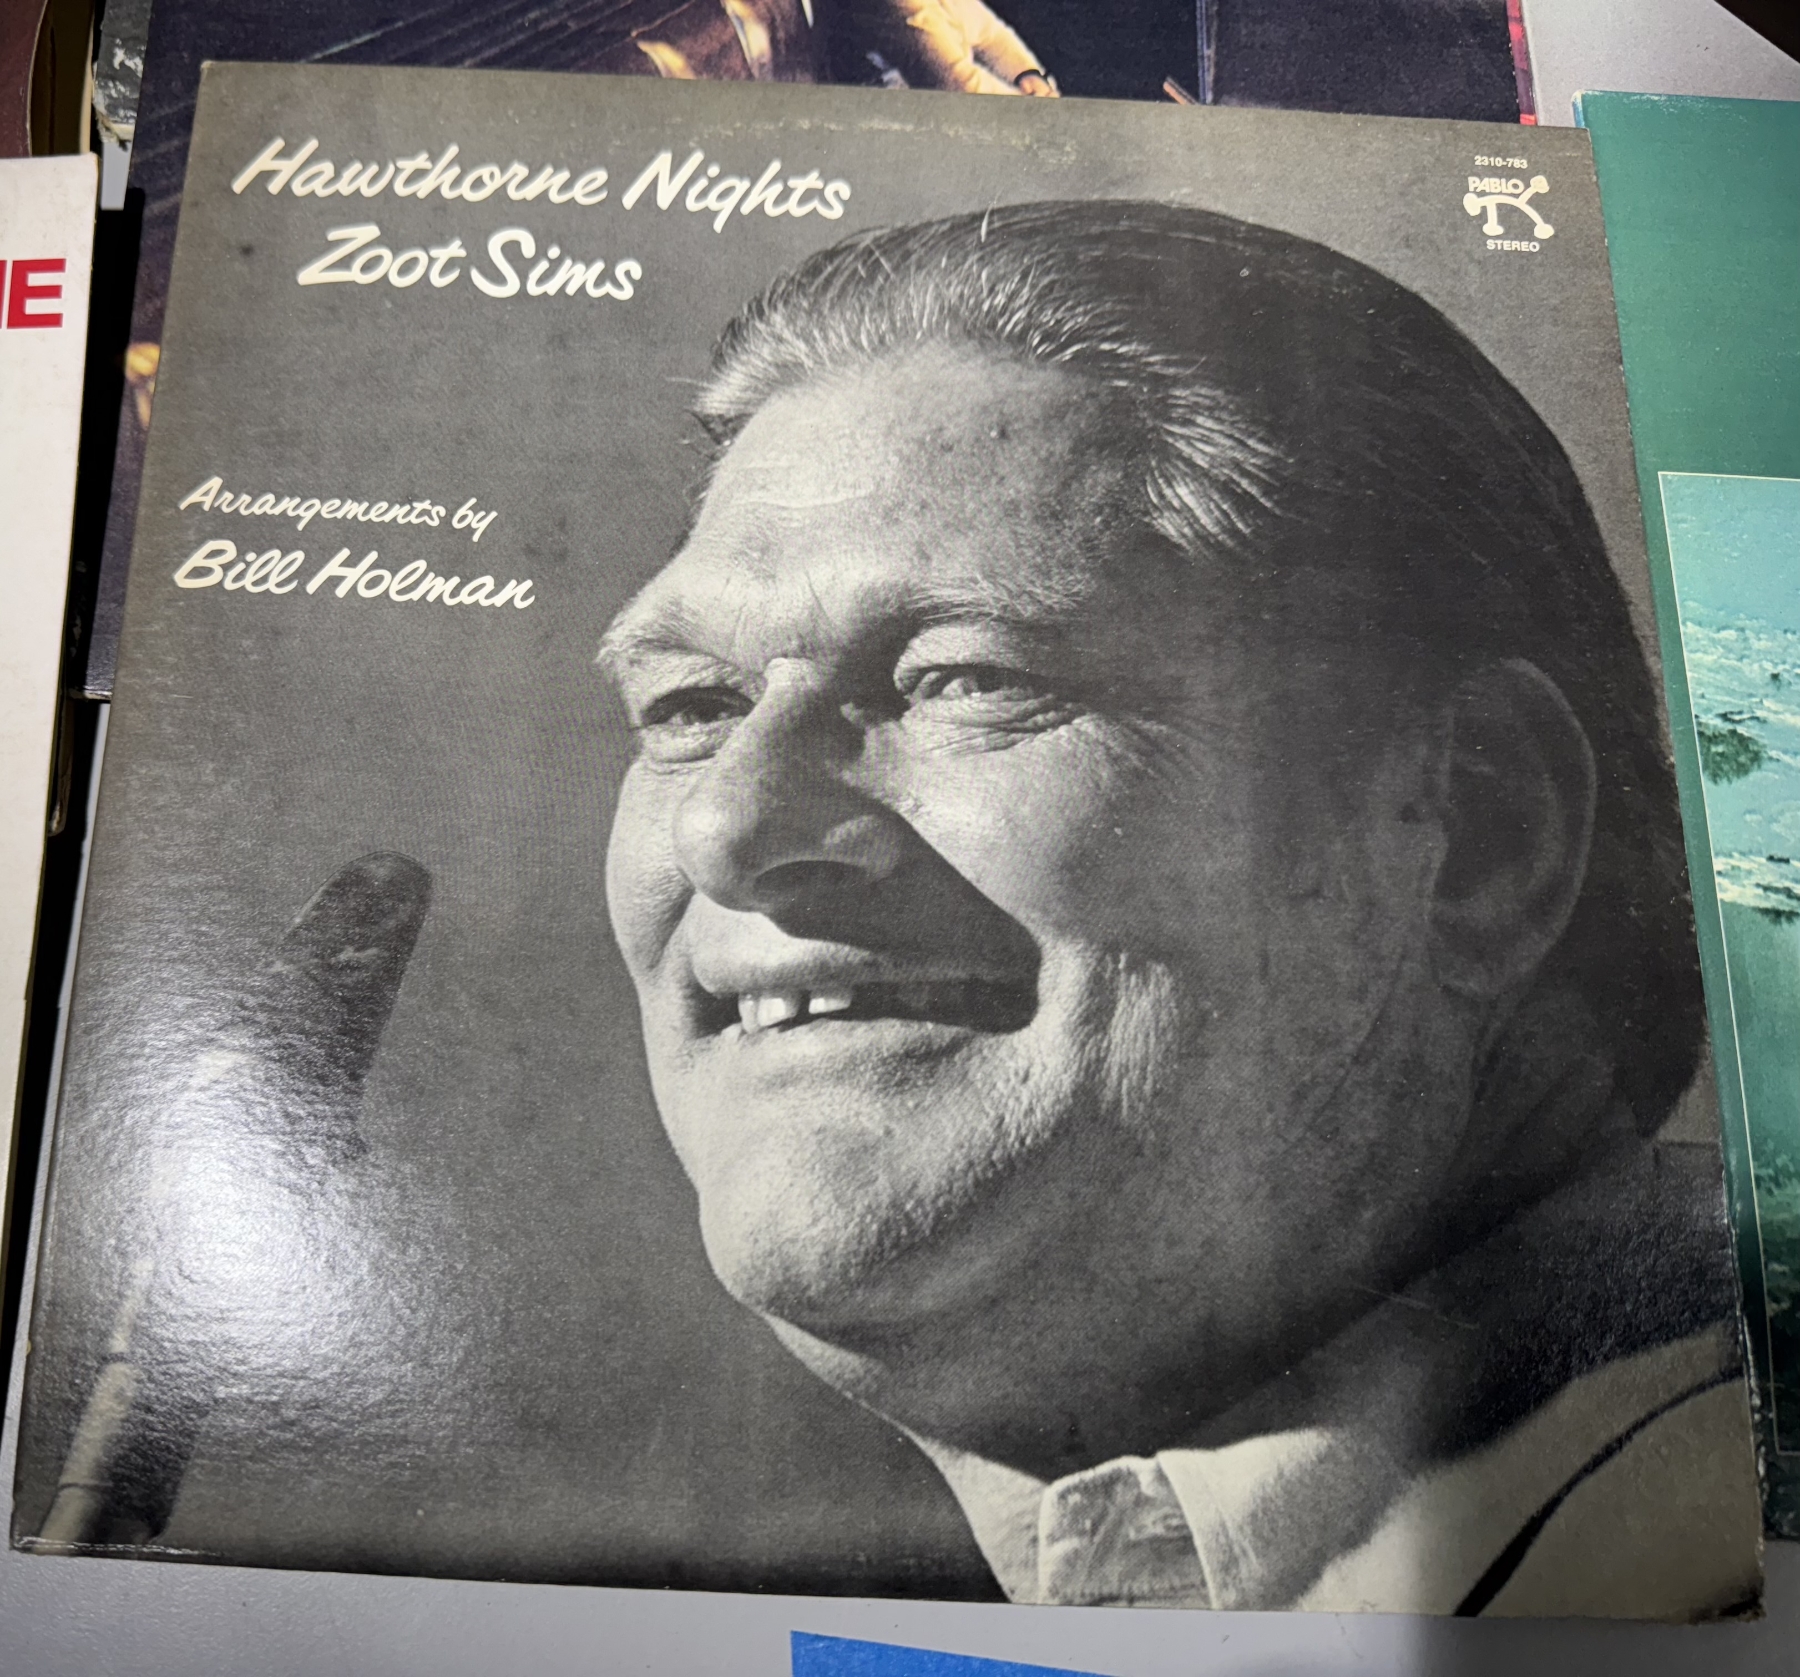 Hawthorne Nights
Zoot Sims
2310-783
PABLO
STEREO
Arrangements by
Bill Holman